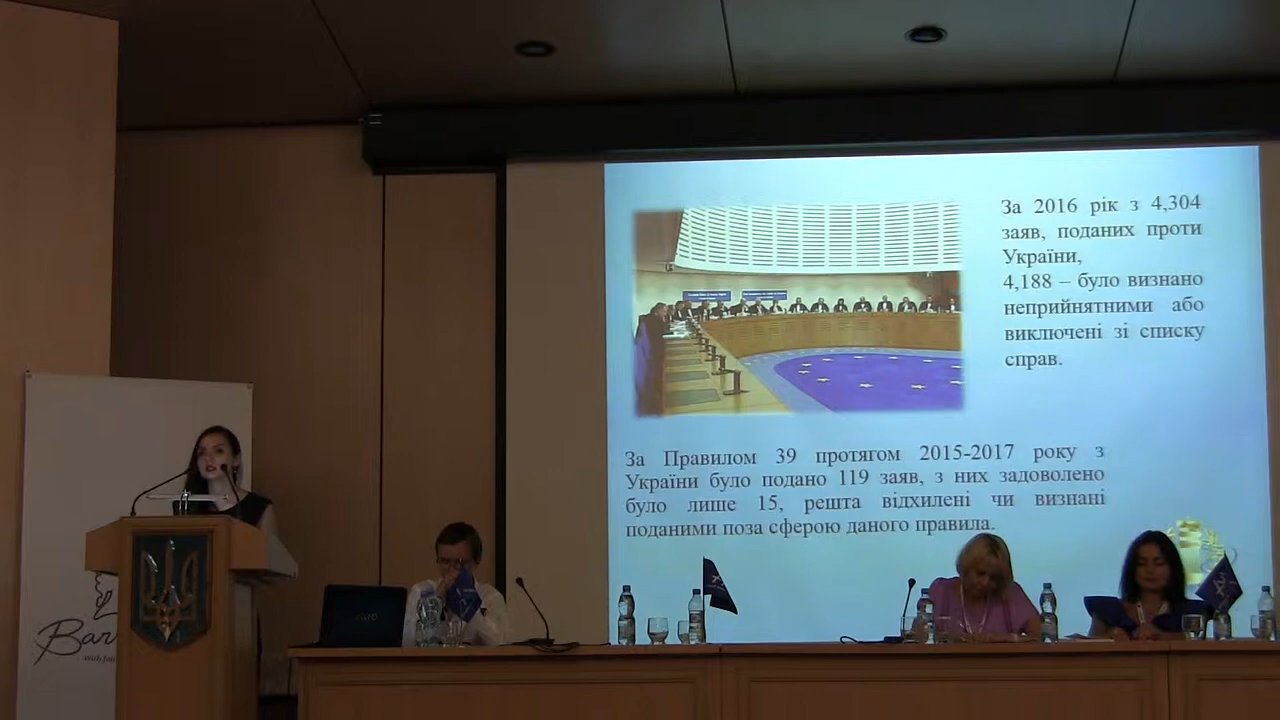 За 2016 рік з 4,304
заяв, поданих проти
України,
4,188 – було визнано
неприйнятними або
виключені зі списку
справ.
За Правилом 39 протягом 2015-2017 року з
України було подано 119 заяв, з них задоволено
було лише 15, решта відхилені чи визнані
поданими поза сферою даного правила.
VAIO